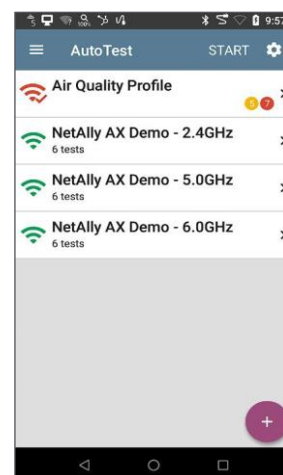 100% 9:57
AutoTest START
Air Quality Profile
5 7
NetAlly AX Demo - 2.4GHz
6 tests
NetAlly AX Demo - 5.0GHz
6 tests
NetAlly AX Demo - 6.0GHz
6 tests